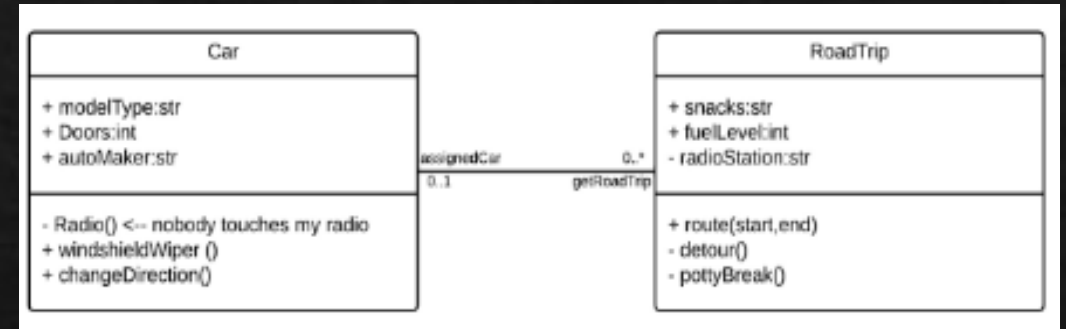 Car
+ modelType:str
+ Doors:int
+ autoMaker:str
- Radio() <-- nobody touches my radio
+ windshieldWiper ()
+ changeDirection()
assignedCar
0..1
0..*
getRoadTrip
RoadTrip
+ snacks:str
+ fuelLevel:int
- radioStation:str
+ route(start,end)
- detour()
- pottyBreak()